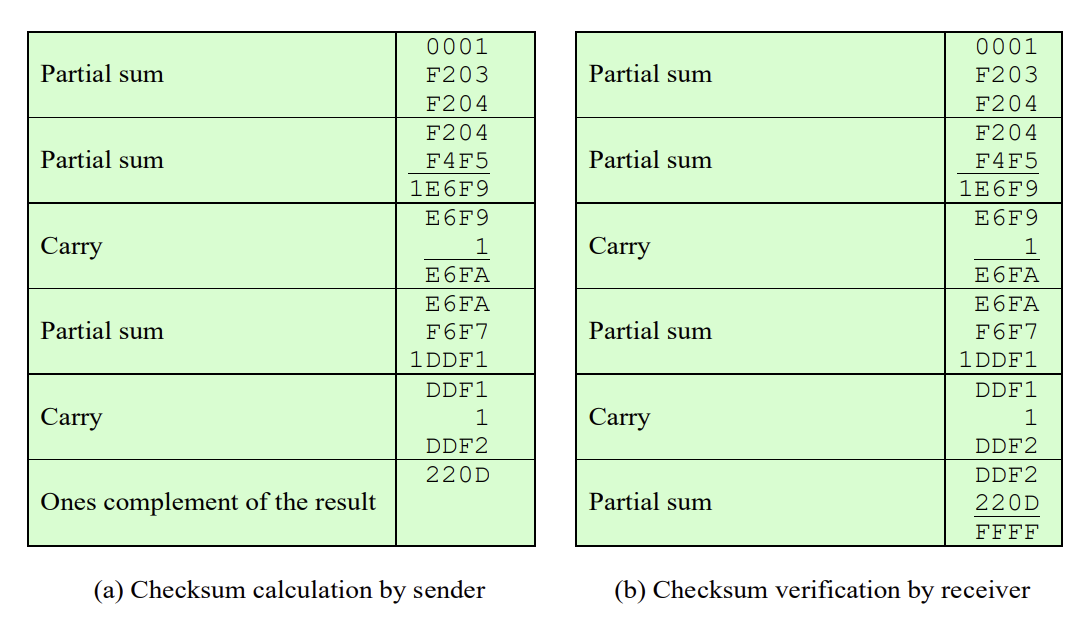 Partial sum
0001
F203
F204
Partial sum
F204
F4F5
1E6F9
Carry
E6F9
1
E6FA
Partial sum
E6FA
F6F7
1DDF1
Carry
DDF1
1
DDF2
Ones complement of the result
220D
(a) Checksum calculation by sender
Partial sum
0001
F203
F204
Partial sum
F204
F4F5
1E6F9
Carry
E6F9
1
E6FA
Partial sum
E6FA
F6F7
1DDF1
Carry
DDF1
1
DDF2
Partial sum
DDF2
220D
FFFF
(b) Checksum verification by receiver